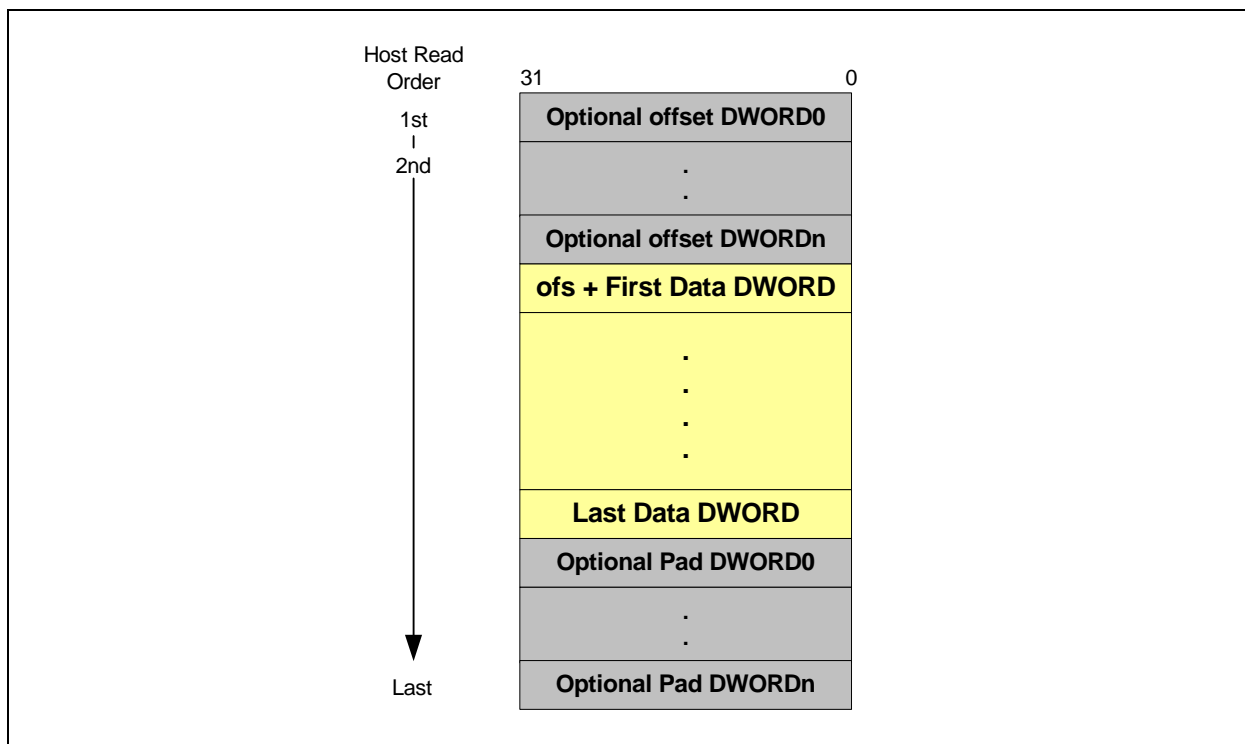 Host Read
Order
31 0
1st
Optional offset DWORD0
2nd
.
.
Optional offset DWORDn
ofs + First Data DWORD
.
.
.
.
Last Data DWORD
Optional Pad DWORD0
.
.
Last
Optional Pad DWORDn